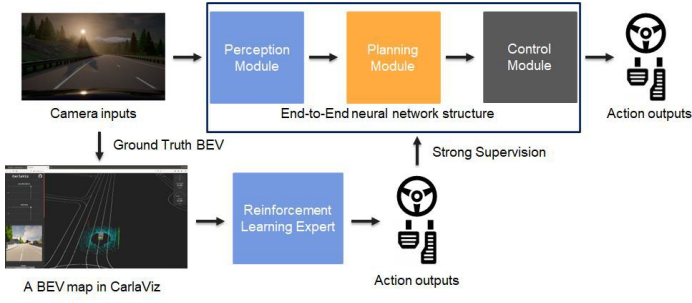 Perception
Module
Planning
Module
Control
Module
Camera inputs
End-to-End neural network structure
Action outputs
Ground Truth BEV
Strong Supervision
CarlaViz
Reinforcement
Learning Expert
A BEV map in CarlaViz
Action outputs